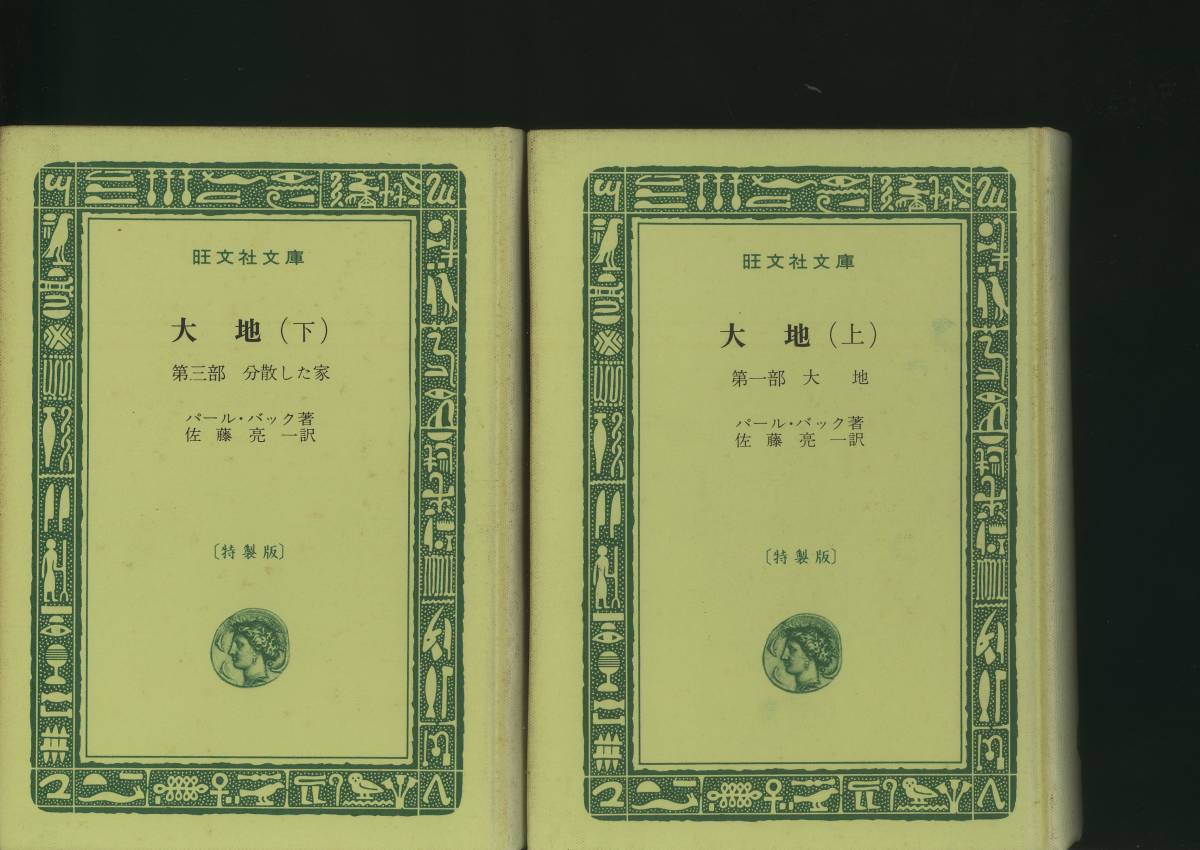 旺文社文庫
大 地(下)
第三部 分散した家
パール・バック著
佐藤亮一訳
〔特製版〕
旺文社文庫
大 地(上)
第一部 大 地
パール・バック著
佐藤亮一訳
〔特製版〕